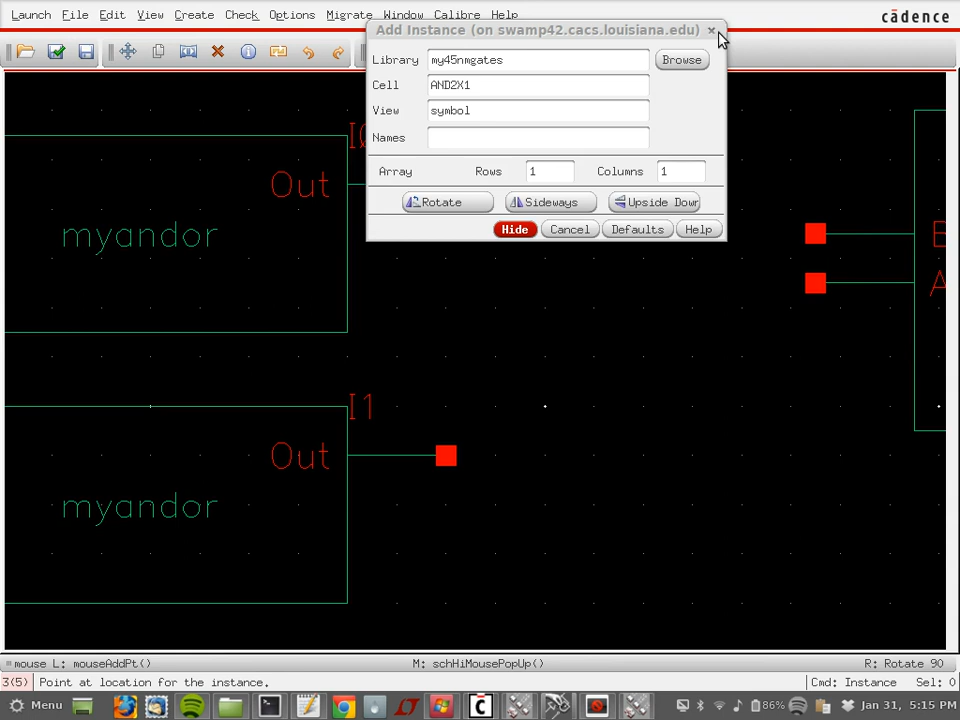 Launch File Edit View Create Check Options Migrate Window Calibre Help
cādence
Add Instance (on swamp42.cacs.louisiana.edu) ×
Library my45nmgates Browse
Cell AND2X1
View symbol
Names
Array Rows 1 Columns 1
Rotate Sideways Upside Down
Hide Cancel Defaults Help
Out
myandor
B
A
I1
Out
myandor
mouse L: mouseAddPt() M: schHiMousePopUp() R: Rotate 90
3(5) Point at location for the instance. Cmd: Instance Sel: 0
Menu 86% Jan 31, 5:15 PM